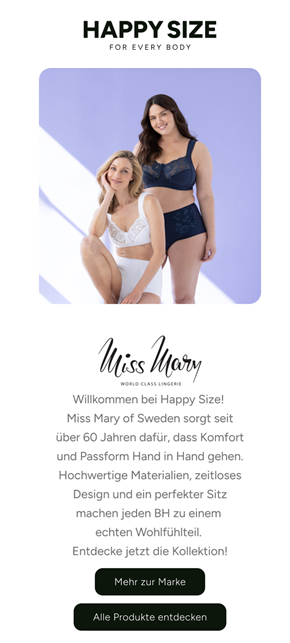 HAPPY SIZE
FOR EVERY BODY
Miss Mary
WORLD CLASS LINGERIE
Willkommen bei Happy Size!
Miss Mary of Sweden sorgt seit
über 60 Jahren dafür, dass Komfort
und Passform Hand in Hand gehen.
Hochwertige Materialien, zeitloses
Design und ein perfekter Sitz
machen jeden BH zu einem
echten Wohlfühlteil.
Entdecke jetzt die Kollektion!
Mehr zur Marke
Alle Produkte entdecken